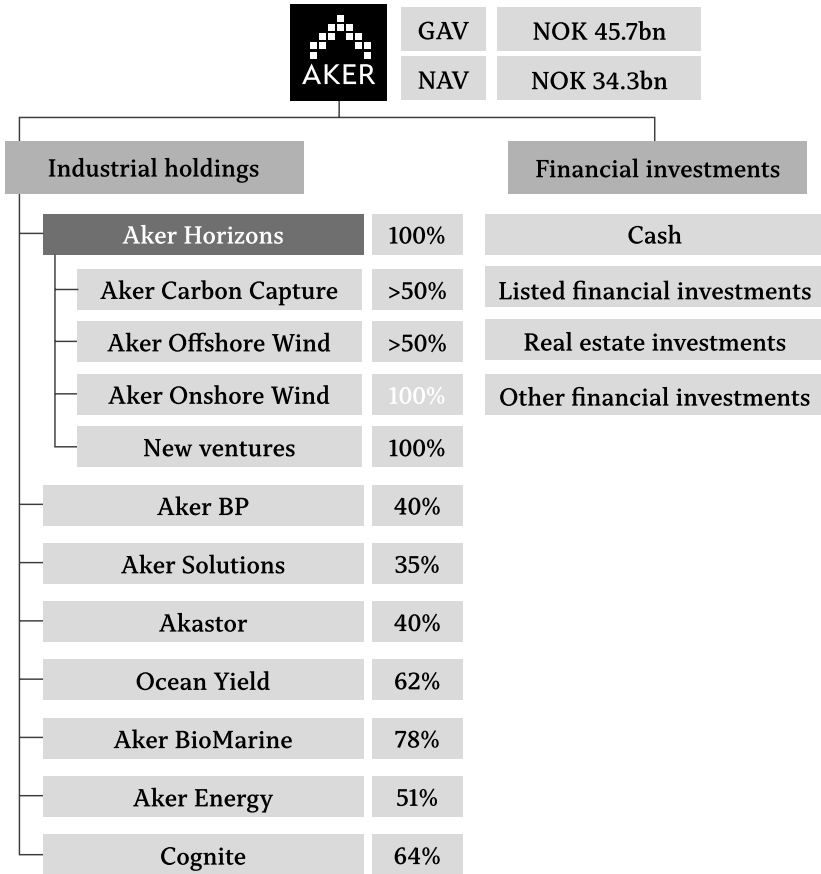 AKER
GAV NOK 45.7bn
NAV NOK 34.3bn
Industrial holdings
Aker Horizons 100%
Aker Carbon Capture >50%
Aker Offshore Wind >50%
Aker Onshore Wind 100%
New ventures 100%
Aker BP 40%
Aker Solutions 35%
Akastor 40%
Ocean Yield 62%
Aker BioMarine 78%
Aker Energy 51%
Cognite 64%
Financial investments
Cash
Listed financial investments
Real estate investments
Other financial investments